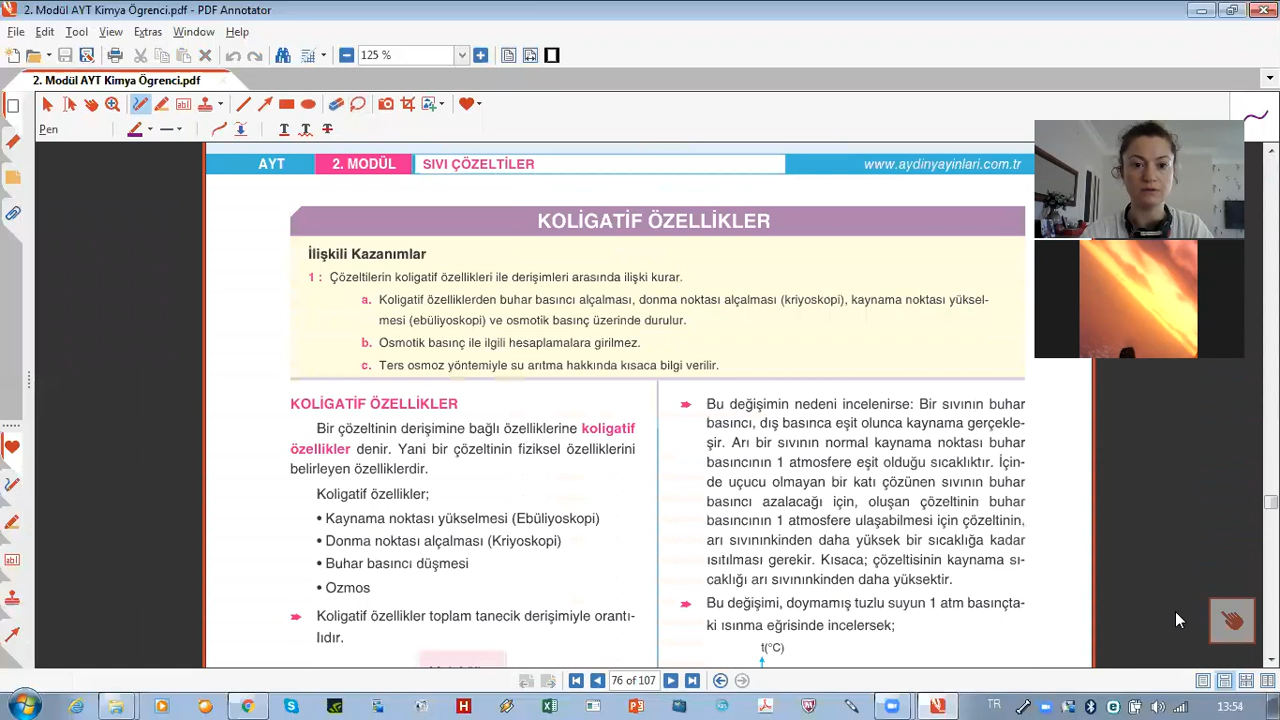 2. Modül AYT Kimya Ögrenci.pdf - PDF Annotator
File Edit Tool View Extras Window Help
125 %
2. Modül AYT Kimya Ögrenci.pdf
Pen
AYT 2. MODÜL SIVI ÇÖZELTİLER www.aydinyayinlari.com.tr
KOLİGATİF ÖZELLİKLER
İlişkili Kazanımlar
1 : Çözeltilerin koligatif özellikleri ile derişimleri arasında ilişki kurar.
a. Koligatif özelliklerden buhar basıncı alçalması, donma noktası alçalması (kriyoskopi), kaynama noktası yüksel-
mesi (ebülyoskopi) ve osmotik basınç üzerinde durulur.
b. Osmotik basınç ile ilgili hesaplamalara girilmez.
c. Ters osmoz yöntemiyle su arıtma hakkında kısaca bilgi verilir.
KOLİGATİF ÖZELLİKLER
Bir çözeltinin derişimine bağlı özelliklerine koligatif
özellikler denir. Yani bir çözeltinin fiziksel özelliklerini
belirleyen özelliklerdir.
Koligatif özellikler;
• Kaynama noktası yükselmesi (Ebüliyoskopi)
• Donma noktası alçalması (Kriyoskopi)
• Buhar basıncı düşmesi
• Ozmos
Koligatif özellikler toplam tanecik derişimiyle orantı-
lıdır.
Bu değişimin nedeni incelenirse: Bir sıvının buhar
basıncı, dış basınca eşit olunca kaynama gerçekle-
şir. Arı bir sıvının normal kaynama noktası buhar
basıncının 1 atmosfere eşit olduğu sıcaklıktır. İçin-
de uçucu olmayan bir katı çözünen sıvının buhar
basıncı azalacağı için, oluşan çözeltinin buhar
basıncının 1 atmosfere ulaşabilmesi için çözeltinin,
arı sıvınınkinden daha yüksek bir sıcaklığa kadar
ısıtılması gerekir. Kısaca; çözeltisinin kaynama sı-
caklığı arı sıvınınkinden daha yüksektir.
Bu değişimi, doymamış tuzlu suyun 1 atm basınçta-
ki ısınma eğrisinde incelersek;
t(°C)
76 of 107
TR
13:54